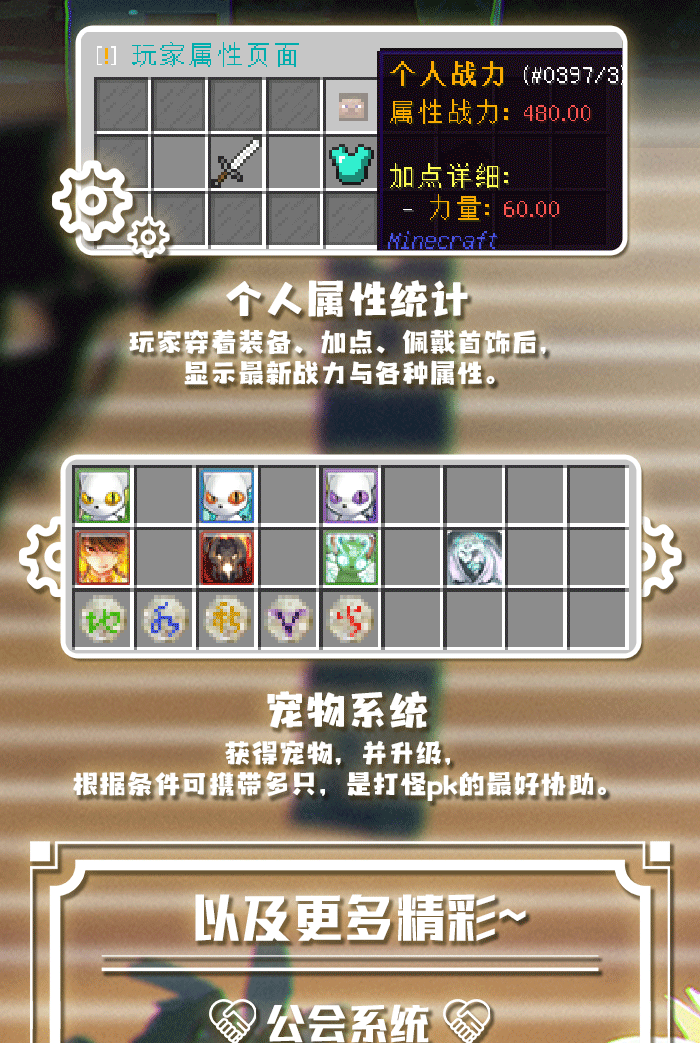 [!] 玩家属性页面
个人战力 (#0397/3)
属性战力: 480.00
加点详细:
- 力量: 60.00
Minecraft
个人属性统计
玩家穿着装备、加点、佩戴首饰后,
显示最新战力与各种属性。
地
宠物系统
获得宠物, 并升级,
根据条件可携带多只, 是打怪pk的最好协助。
以及更多精彩~
公会系统